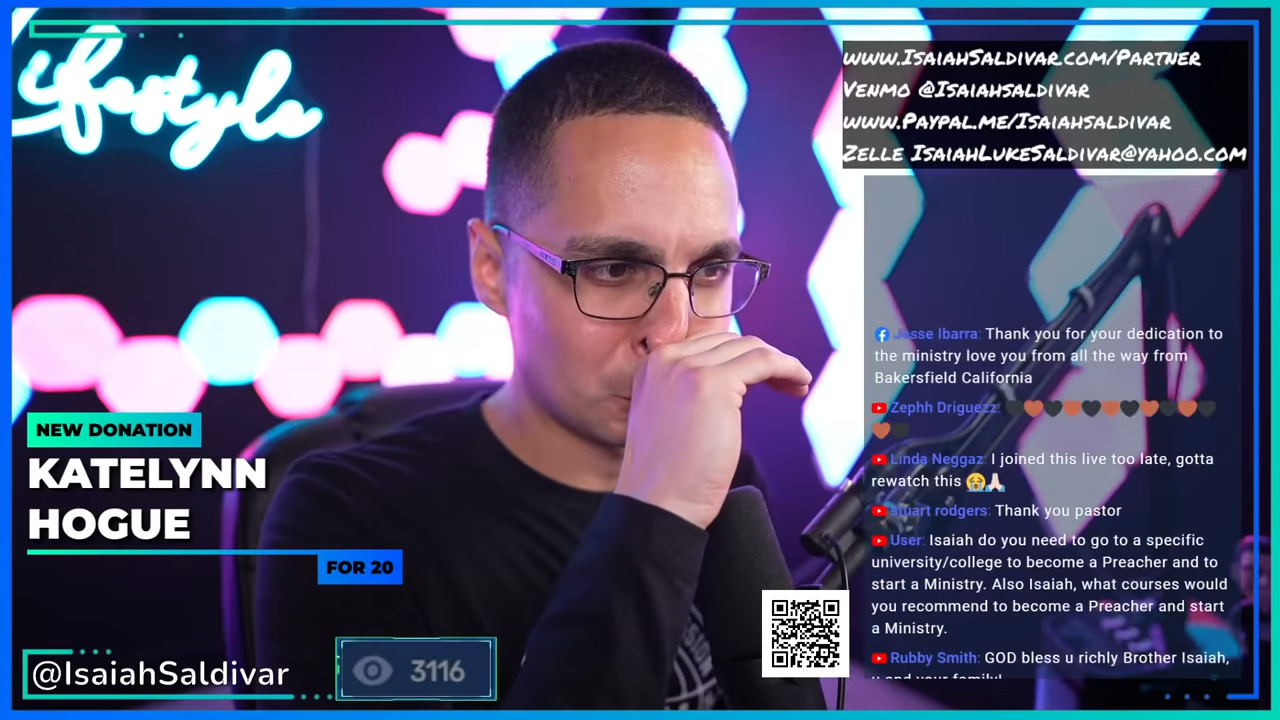 lifestyle
www.IsaiahSaldivar.com/Partner
Venmo @Isaiahsaldivar
www.Paypal.me/Isaiahsaldivar
Zelle IsaiahLukeSaldivar@yahoo.com
Jesse Ibarra: Thank you for your dedication to
the ministry love you from all the way from
Bakersfield California
Zephh Driguezz:
Linda Neggaz: I joined this live too late, gotta
rewatch this
stuart rodgers: Thank you pastor
User: Isaiah do you need to go to a specific
university/college to become a Preacher and to
start a Ministry. Also Isaiah, what courses would
you recommend to become a Preacher and start
a Ministry.
Rubby Smith: GOD bless u richly Brother Isaiah,
u and your family!
NEW DONATION
KATELYNN
HOGUE
FOR 20
@IsaiahSaldivar
3116